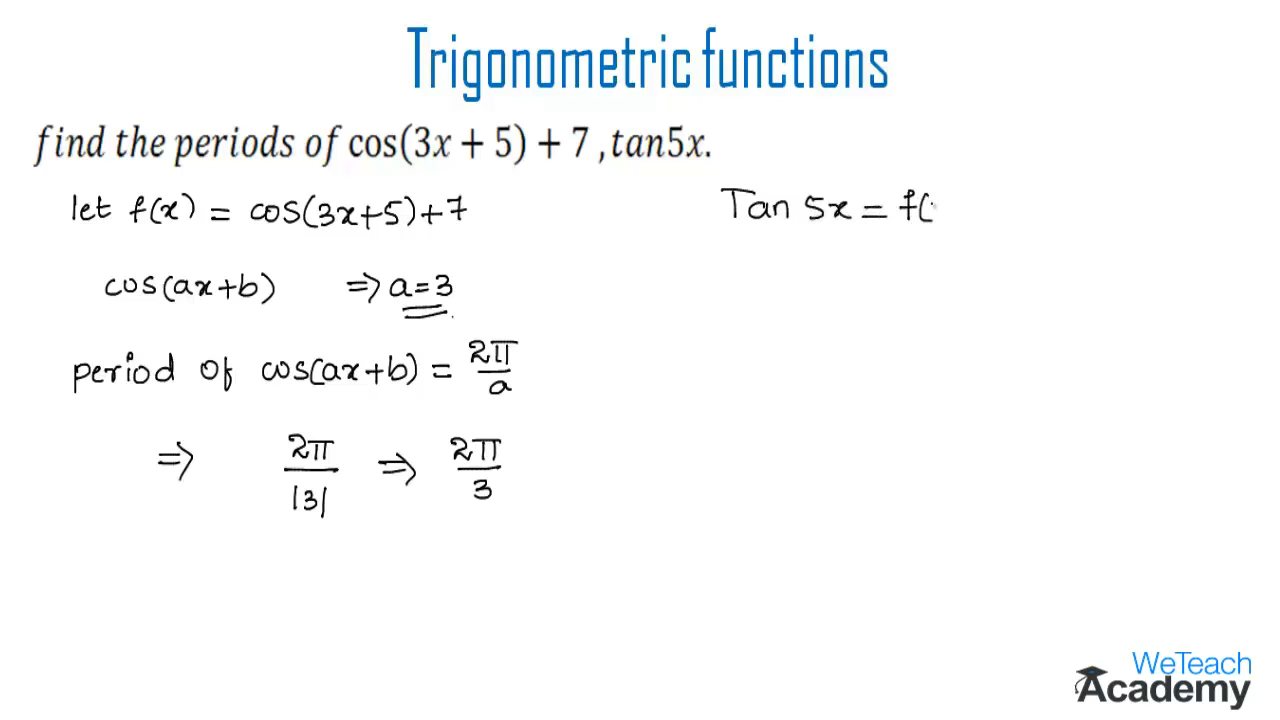 Trigonometric functions
find the periods of cos(3x + 5) + 7 ,tan5x.
let f(x) = cos(3x+5)+7
cos(ax+b) ⇒ a=3
period of cos(ax+b) = 2π/a
⇒ 2π/|3| ⇒ 2π/3
Tan 5x = f(
WeTeach
Academy